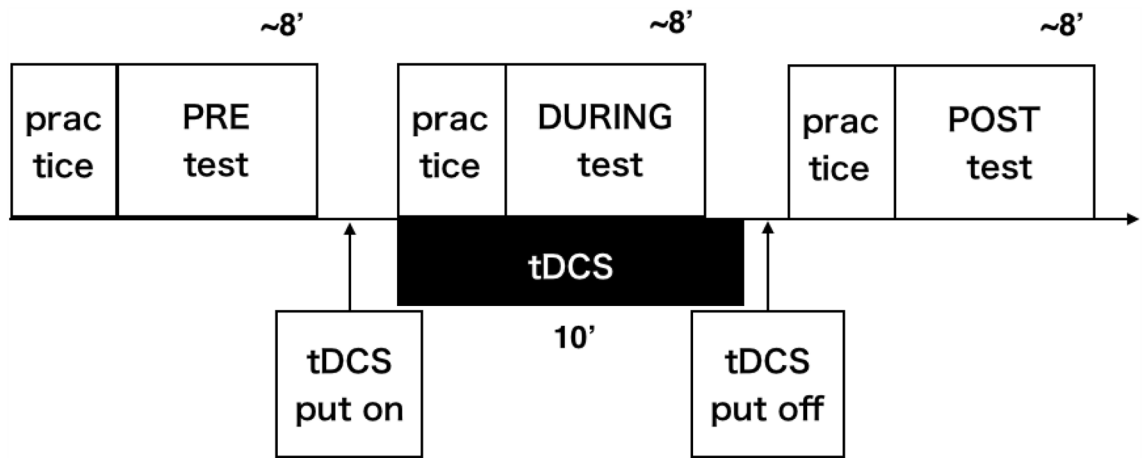 ~8’
~8’
~8’
prac
tice
PRE
test
prac
tice
DURING
test
prac
tice
POST
test
tDCS
10’
tDCS
put on
tDCS
put off